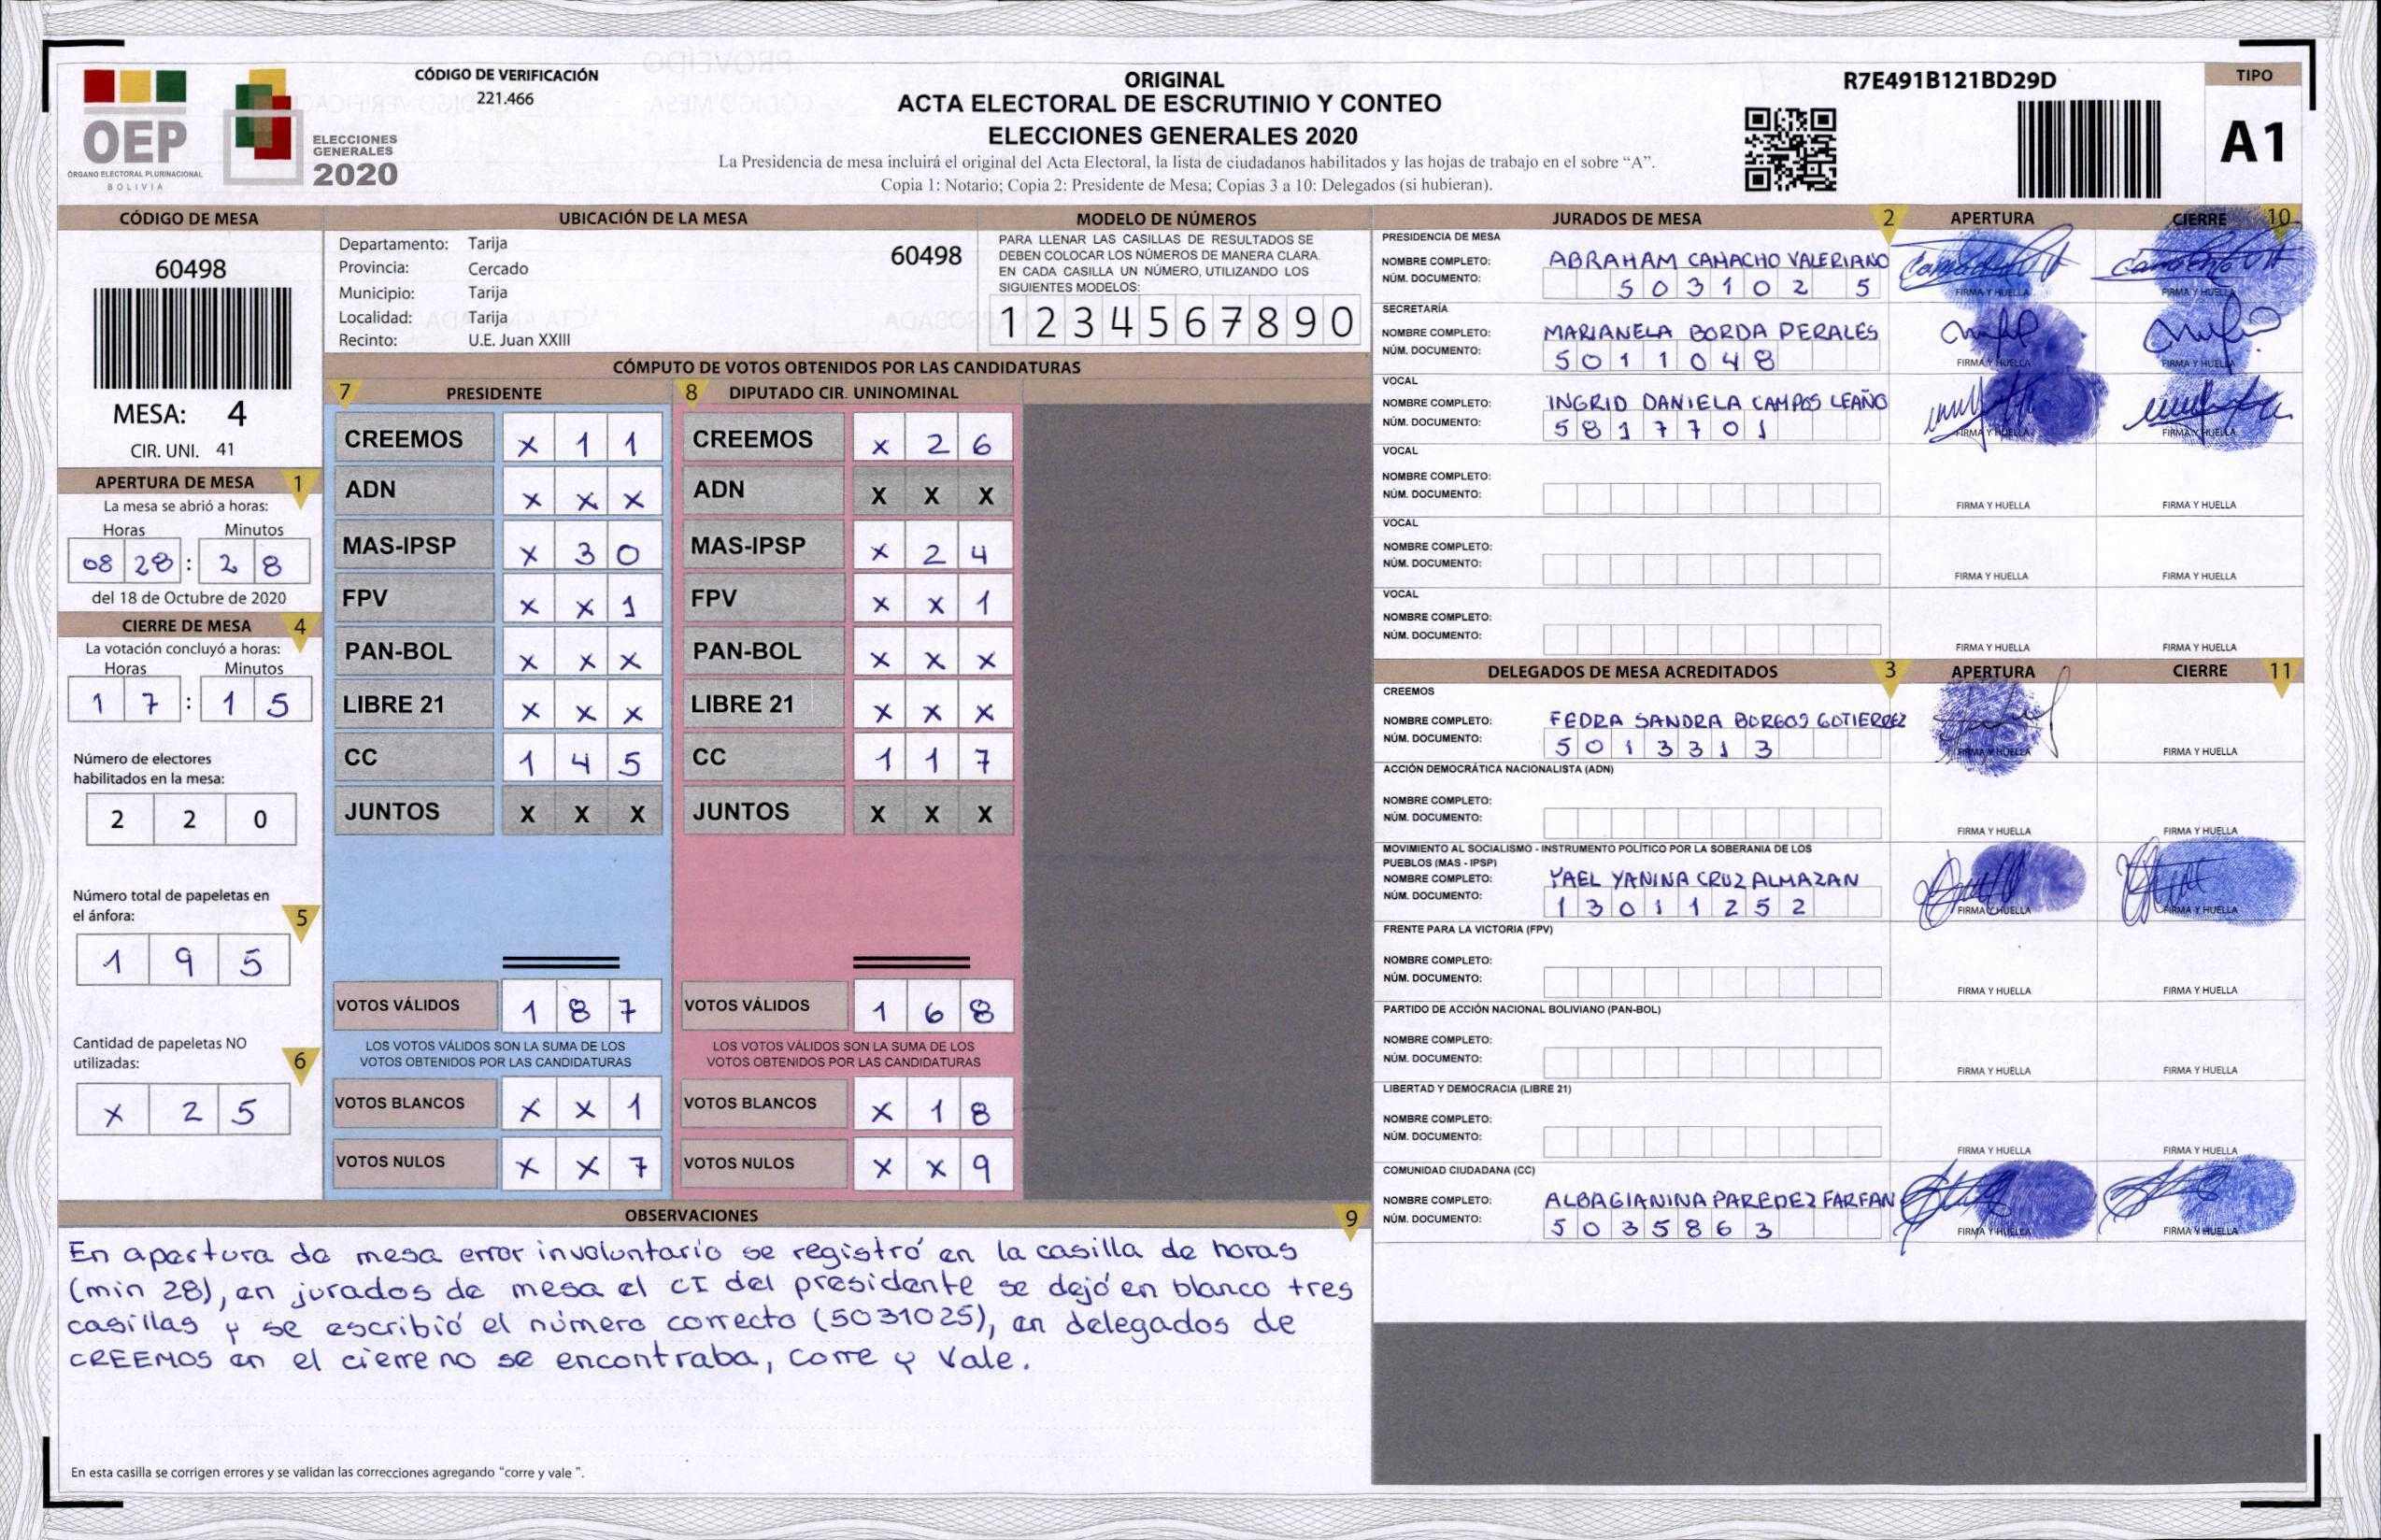 OEP
ÓRGANO ELECTORAL PLURINACIONAL
BOLIVIA
ELECCIONES
GENERALES
2020
CÓDIGO DE VERIFICACIÓN
221.466
ORIGINAL
ACTA ELECTORAL DE ESCRUTINIO Y CONTEO
ELECCIONES GENERALES 2020
La Presidencia de mesa incluirá el original del Acta Electoral, la lista de ciudadanos habilitados y las hojas de trabajo en el sobre “A”.
Copia 1: Notario; Copia 2: Presidente de Mesa; Copias 3 a 10: Delegados (si hubieran).
R7E491B121BD29D
TIPO
A1
CÓDIGO DE MESA
60498
MESA: 4
CIR. UNI. 41
APERTURA DE MESA 1
La mesa se abrió a horas:
Horas Minutos
08 28 : 2 8
del 18 de Octubre de 2020
CIERRE DE MESA 4
La votación concluyó a horas:
Horas Minutos
1 7 : 1 5
Número de electores
habilitados en la mesa:
2 2 0
Número total de papeletas en
el ánfora: 5
1 9 5
Cantidad de papeletas NO
utilizadas: 6
X 2 5
UBICACIÓN DE LA MESA
Departamento: Tarija 60498
Provincia: Cercado
Municipio: Tarija
Localidad: Tarija
Recinto: U.E. Juan XXIII
MODELO DE NÚMEROS
PARA LLENAR LAS CASILLAS DE RESULTADOS SE
DEBEN COLOCAR LOS NÚMEROS DE MANERA CLARA.
EN CADA CASILLA UN NÚMERO, UTILIZANDO LOS
SIGUIENTES MODELOS:
1 2 3 4 5 6 7 8 9 0
CÓMPUTO DE VOTOS OBTENIDOS POR LAS CANDIDATURAS
7 PRESIDENTE
CREEMOS X 1 1
ADN X X X
MAS-IPSP X 3 0
FPV X X 1
PAN-BOL X X X
LIBRE 21 X X X
CC 1 4 5
JUNTOS X X X
VOTOS VÁLIDOS 1 8 7
LOS VOTOS VÁLIDOS SON LA SUMA DE LOS
VOTOS OBTENIDOS POR LAS CANDIDATURAS
VOTOS BLANCOS X X 1
VOTOS NULOS X X 7
8 DIPUTADO CIR. UNINOMINAL
CREEMOS X 2 6
ADN X X X
MAS-IPSP X 2 4
FPV X X 1
PAN-BOL X X X
LIBRE 21 X X X
CC 1 1 7
JUNTOS X X X
VOTOS VÁLIDOS 1 6 8
LOS VOTOS VÁLIDOS SON LA SUMA DE LOS
VOTOS OBTENIDOS POR LAS CANDIDATURAS
VOTOS BLANCOS X 1 8
VOTOS NULOS X X 9
OBSERVACIONES 9
En apertura de mesa error involuntario se registró en la casilla de horas
(min 28), en jurados de mesa el CI del presidente se dejó en blanco tres
casillas y se escribió el número correcto (5031025), en delegados de
CREEMOS en el cierre no se encontraba, corre y vale.
En esta casilla se corrigen errores y se validan las correcciones agregando “corre y vale ”.
JURADOS DE MESA 2 APERTURA CIERRE 10
PRESIDENCIA DE MESA
NOMBRE COMPLETO: ABRAHAM CAMACHO VALERIANO
NÚM. DOCUMENTO: 5 0 3 1 0 2 5
FIRMA Y HUELLA FIRMA Y HUELLA
SECRETARÍA
NOMBRE COMPLETO: MARIANELA BORDA PERALES
NÚM. DOCUMENTO: 5 0 1 1 0 4 8
FIRMA Y HUELLA FIRMA Y HUELLA
VOCAL
NOMBRE COMPLETO: INGRID DANIELA CAMPOS LEAÑO
NÚM. DOCUMENTO: 5 8 1 7 7 0 1
FIRMA Y HUELLA FIRMA Y HUELLA
VOCAL
NOMBRE COMPLETO:
NÚM. DOCUMENTO:
FIRMA Y HUELLA FIRMA Y HUELLA
VOCAL
NOMBRE COMPLETO:
NÚM. DOCUMENTO:
FIRMA Y HUELLA FIRMA Y HUELLA
VOCAL
NOMBRE COMPLETO:
NÚM. DOCUMENTO:
FIRMA Y HUELLA FIRMA Y HUELLA
DELEGADOS DE MESA ACREDITADOS 3 APERTURA CIERRE 11
CREEMOS
NOMBRE COMPLETO: FEDRA SANDRA BORGOS GOTIERREZ
NÚM. DOCUMENTO: 5 0 1 3 3 1 3
FIRMA Y HUELLA FIRMA Y HUELLA
ACCIÓN DEMOCRÁTICA NACIONALISTA (ADN)
NOMBRE COMPLETO:
NÚM. DOCUMENTO:
FIRMA Y HUELLA FIRMA Y HUELLA
MOVIMIENTO AL SOCIALISMO - INSTRUMENTO POLÍTICO POR LA SOBERANIA DE LOS
PUEBLOS (MAS - IPSP)
NOMBRE COMPLETO: YAEL YANINA CRUZ ALMAZAN
NÚM. DOCUMENTO: 1 3 0 1 1 2 5 2
FIRMA Y HUELLA FIRMA Y HUELLA
FRENTE PARA LA VICTORIA (FPV)
NOMBRE COMPLETO:
NÚM. DOCUMENTO:
FIRMA Y HUELLA FIRMA Y HUELLA
PARTIDO DE ACCIÓN NACIONAL BOLIVIANO (PAN-BOL)
NOMBRE COMPLETO:
NÚM. DOCUMENTO:
FIRMA Y HUELLA FIRMA Y HUELLA
LIBERTAD Y DEMOCRACIA (LIBRE 21)
NOMBRE COMPLETO:
NÚM. DOCUMENTO:
FIRMA Y HUELLA FIRMA Y HUELLA
COMUNIDAD CIUDADANA (CC)
NOMBRE COMPLETO: ALBAGIANINA PAREDEZ FARFAN
NÚM. DOCUMENTO: 5 0 3 5 8 6 3
FIRMA Y HUELLA FIRMA Y HUELLA